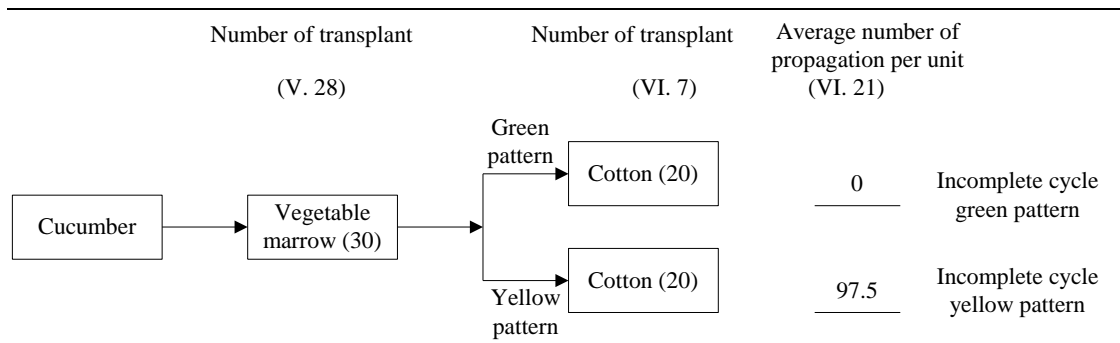 Number of transplant
(V. 28)
Number of transplant
(VI. 7)
Average number of
propagation per unit
(VI. 21)
Cucumber
Vegetable
marrow (30)
Green
pattern
Cotton (20)
0
Incomplete cycle
green pattern
Yellow
pattern
Cotton (20)
97.5
Incomplete cycle
yellow pattern